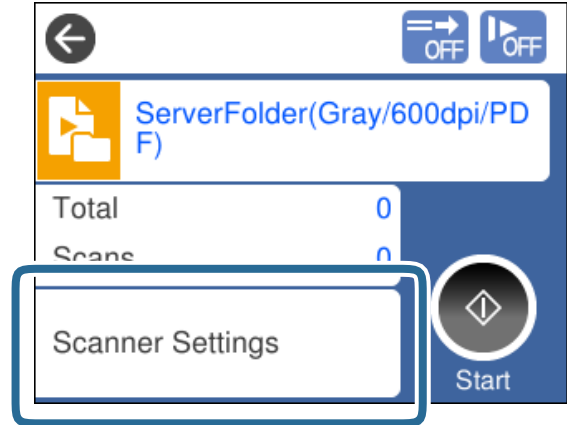 OFF
OFF
ServerFolder(Gray/600dpi/PD
F)
Total 0
Scans 0
Scanner Settings
Start